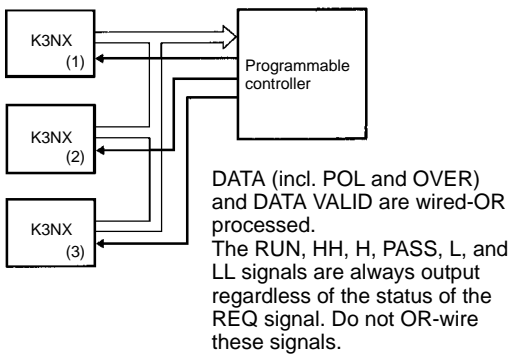 K3NX
(1)
Programmable
controller
K3NX
(2)
K3NX
(3)
DATA (incl. POL and OVER)
and DATA VALID are wired-OR
processed.
The RUN, HH, H, PASS, L, and
LL signals are always output
regardless of the status of the
REQ signal. Do not OR-wire
these signals.